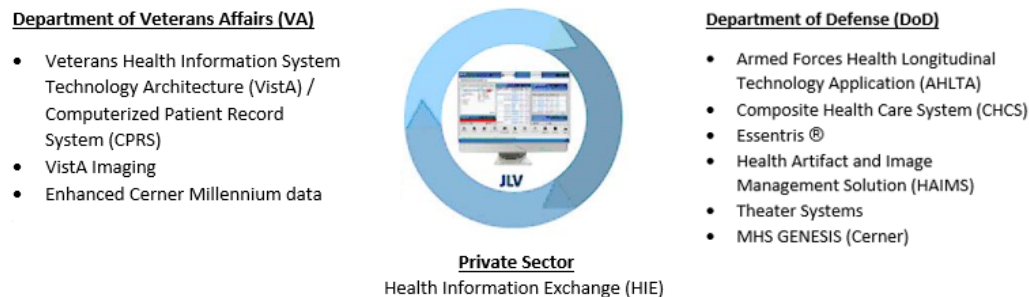 Department of Veterans Affairs (VA)
• Veterans Health Information System
Technology Architecture (VistA) /
Computerized Patient Record
System (CPRS)
• VistA Imaging
• Enhanced Cerner Millennium data
JLV
Private Sector
Health Information Exchange (HIE)
Department of Defense (DoD)
• Armed Forces Health Longitudinal
Technology Application (AHLTA)
• Composite Health Care System (CHCS)
• Essentris ®
• Health Artifact and Image
Management Solution (HAIMS)
• Theater Systems
• MHS GENESIS (Cerner)